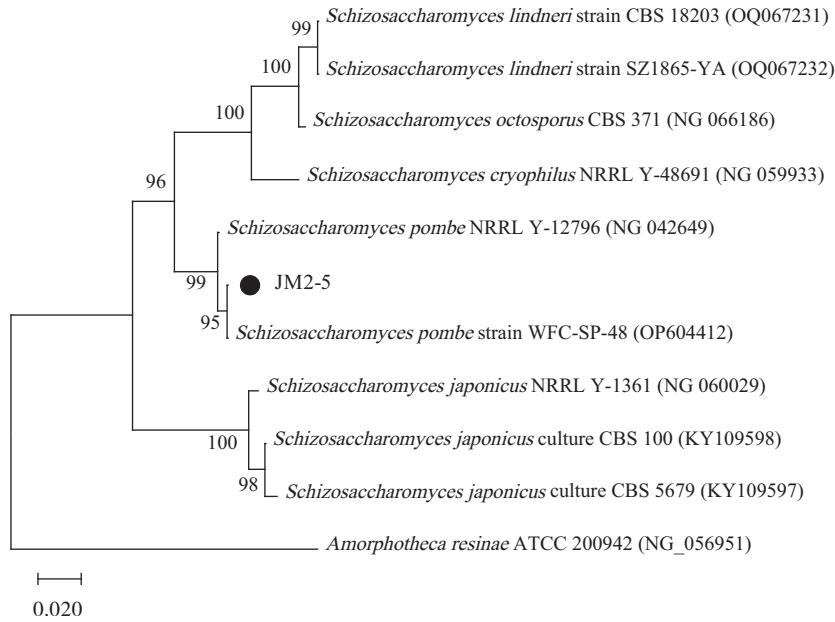 Schizosaccharomyces lindneri strain CBS 18203 (OQ067231)
99
Schizosaccharomyces lindneri strain SZ1865-YA (OQ067232)
100
Schizosaccharomyces octosporus CBS 371 (NG 066186)
100
Schizosaccharomyces cryophilus NRRL Y-48691 (NG 059933)
96
Schizosaccharomyces pombe NRRL Y-12796 (NG 042649)
99
JM2-5
95
Schizosaccharomyces pombe strain WFC-SP-48 (OP604412)
Schizosaccharomyces japonicus NRRL Y-1361 (NG 060029)
100
Schizosaccharomyces japonicus culture CBS 100 (KY109598)
98
Schizosaccharomyces japonicus culture CBS 5679 (KY109597)
Amorphotheca resinae ATCC 200942 (NG_056951)
0.020